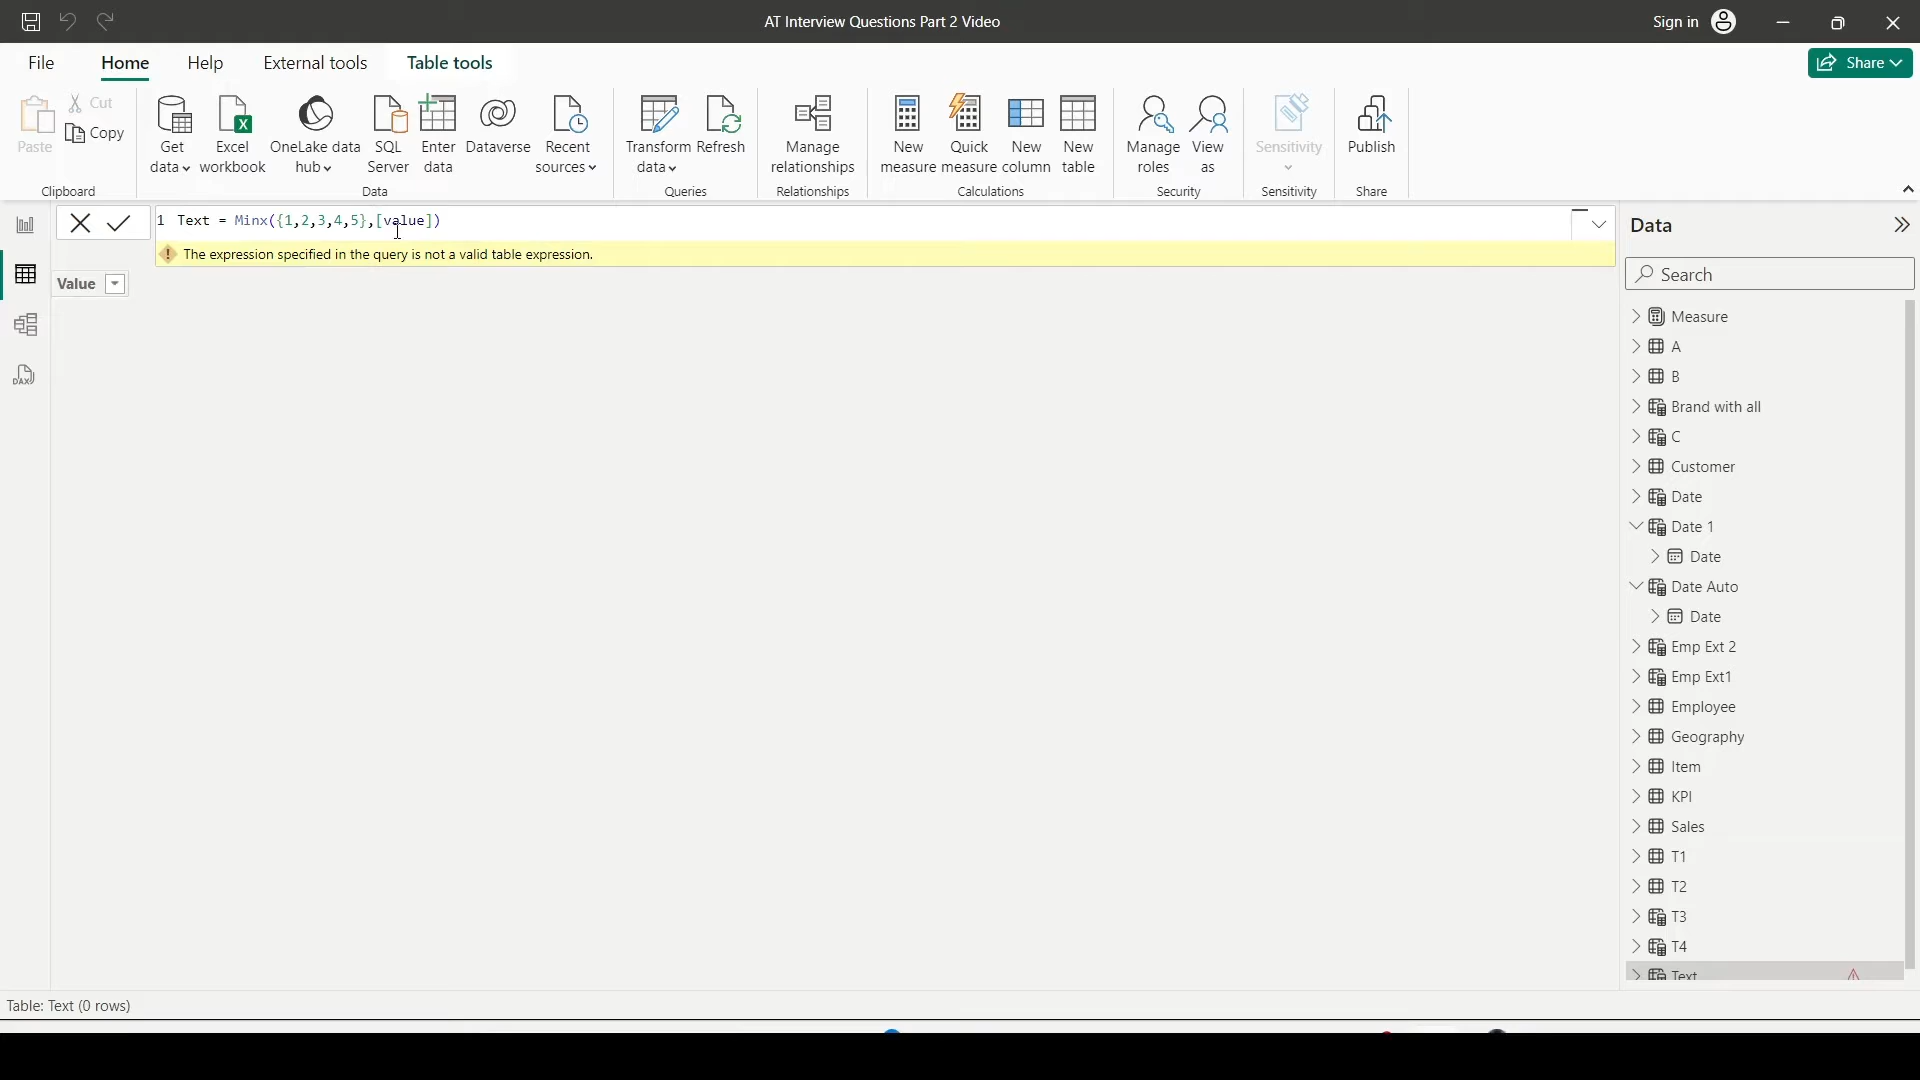 AT Interview Questions Part 2 Video
Sign in
File Home Help External tools Table tools
Share
Paste
Cut
Copy
Clipboard
Get data
Excel workbook
OneLake data hub
SQL Server
Enter data
Dataverse
Recent sources
Data
Transform data
Refresh
Queries
Manage relationships
Relationships
New measure
Quick measure
New column
New table
Calculations
Manage roles
View as
Security
Sensitivity
Sensitivity
Publish
Share
1 Text = Minx({1,2,3,4,5},[value])
The expression specified in the query is not a valid table expression.
Value
DAX
Data
Search
Measure
A
B
Brand with all
C
Customer
Date
Date 1
Date
Date Auto
Date
Emp Ext 2
Emp Ext1
Employee
Geography
Item
KPI
Sales
T1
T2
T3
T4
Text
Table: Text (0 rows)